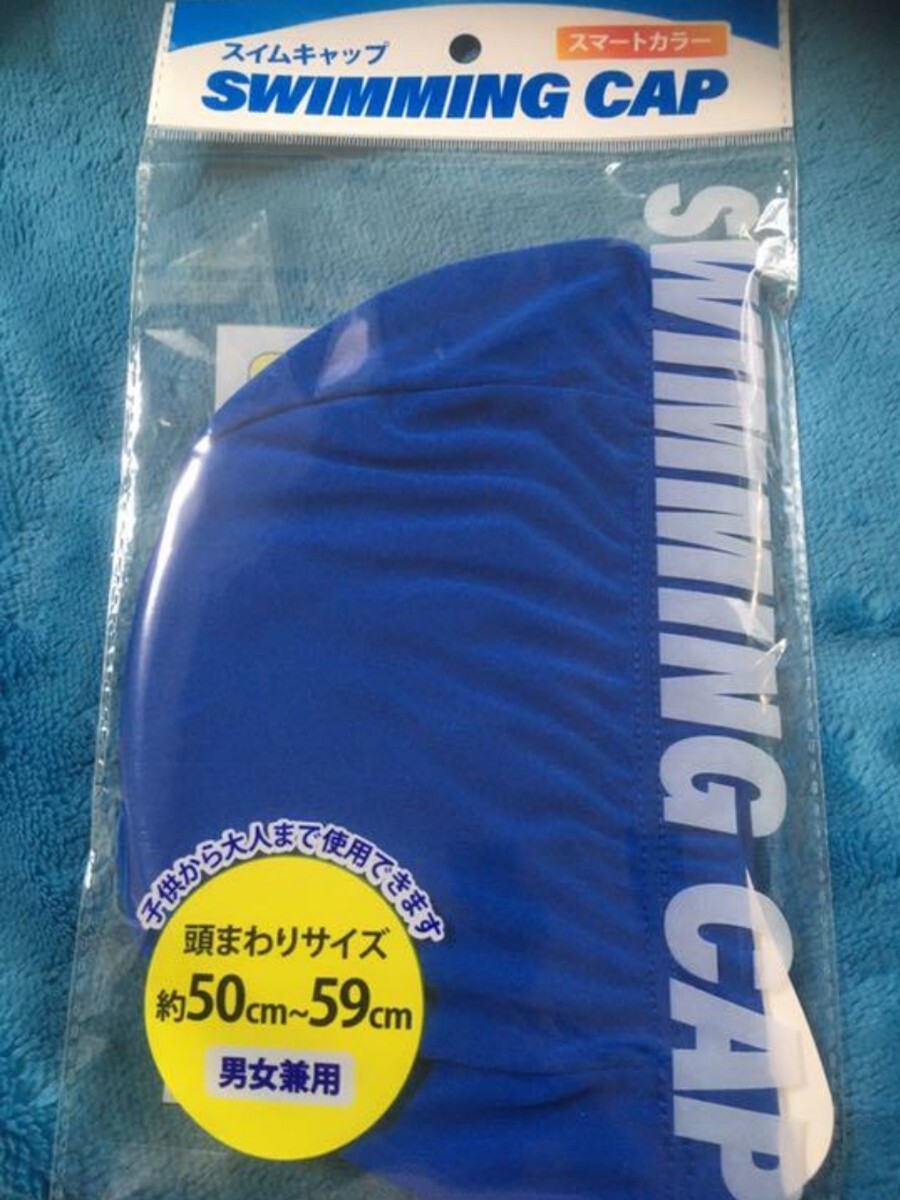 スイムキャップ
スマートカラー
SWIMMING CAP
SWIMMING CAP
子供から大人まで使用できます
頭まわりサイズ
約50cm~59cm
男女兼用